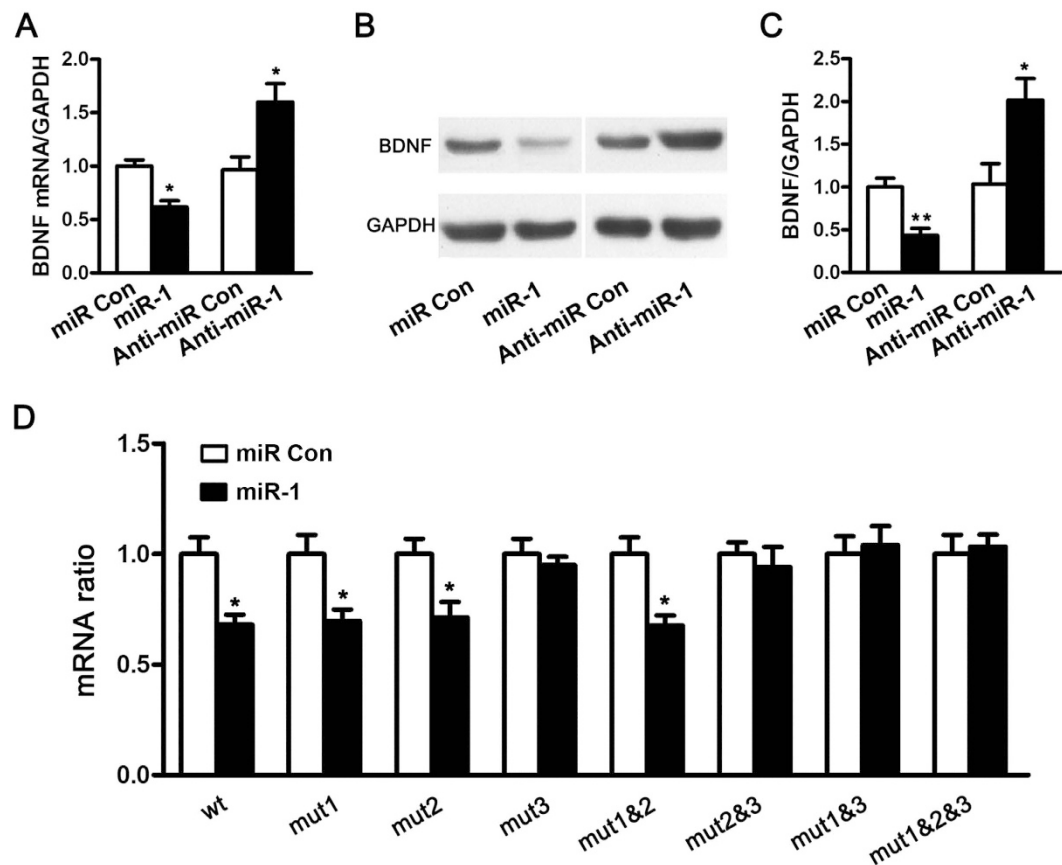 A
BDNF mRNA/GAPDH
2.0
1.5
1.0
0.5
0.0
*
*
miR Con
miR-1
Anti-miR Con
Anti-miR-1
B
BDNF
GAPDH
miR Con
miR-1
Anti-miR Con
Anti-miR-1
C
BDNF/GAPDH
2.5
2.0
1.5
1.0
0.5
0.0
**
*
miR Con
miR-1
Anti-miR Con
Anti-miR-1
D
mRNA ratio
1.5
1.0
0.5
0.0
miR Con
miR-1
*
*
*
*
wt
mut1
mut2
mut3
mut1&2
mut2&3
mut1&3
mut1&2&3